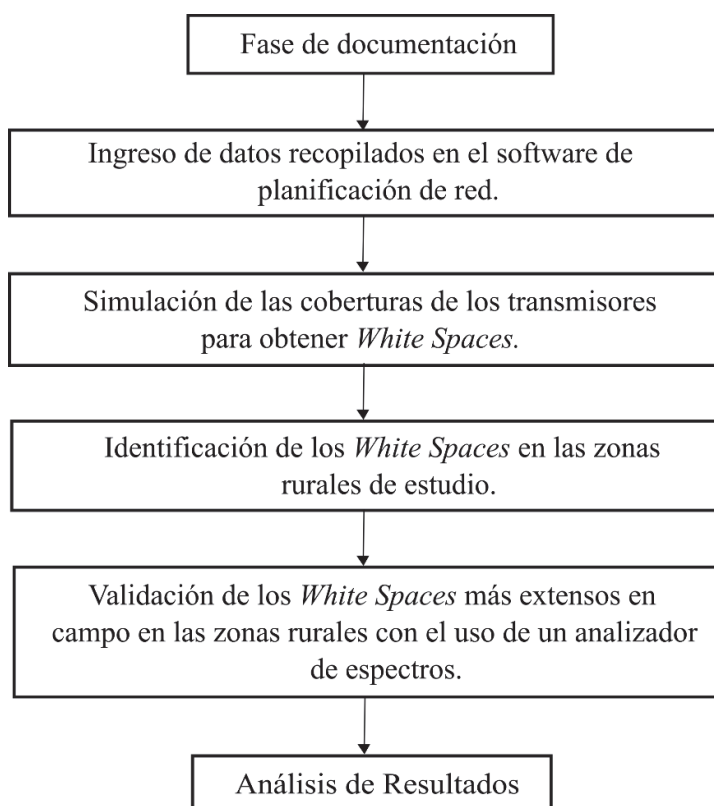 Fase de documentación
Ingreso de datos recopilados en el software de
planificación de red.
Simulación de las coberturas de los transmisores
para obtener White Spaces.
Identificación de los White Spaces en las zonas
rurales de estudio.
Validación de los White Spaces más extensos en
campo en las zonas rurales con el uso de un analizador
de espectros.
Análisis de Resultados